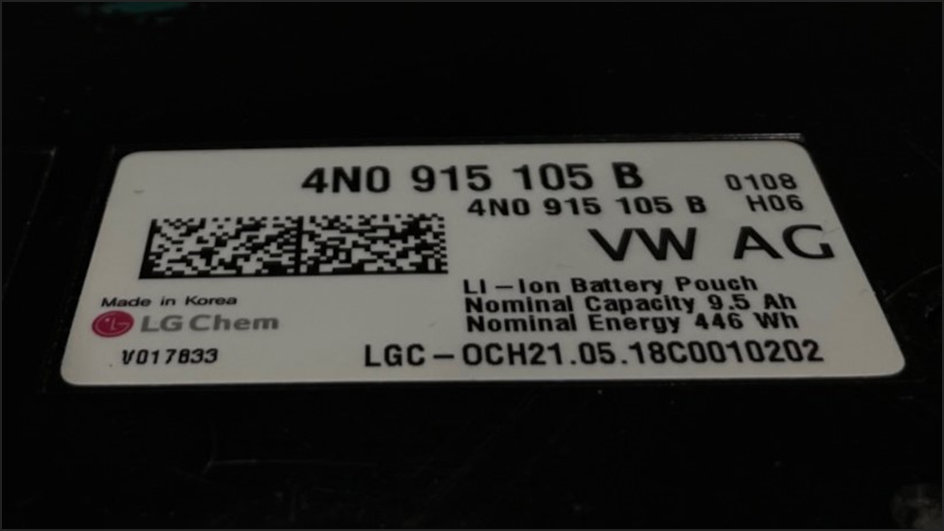 4N0 915 105 B
0108
4N0 915 105 B
H06
VW AG
LI-Ion Battery Pouch
Nominal Capacity 9.5 Ah
Nominal Energy 446 Wh
Made in Korea
LG Chem
V017833
LGC-OCH21.05.18C0010202